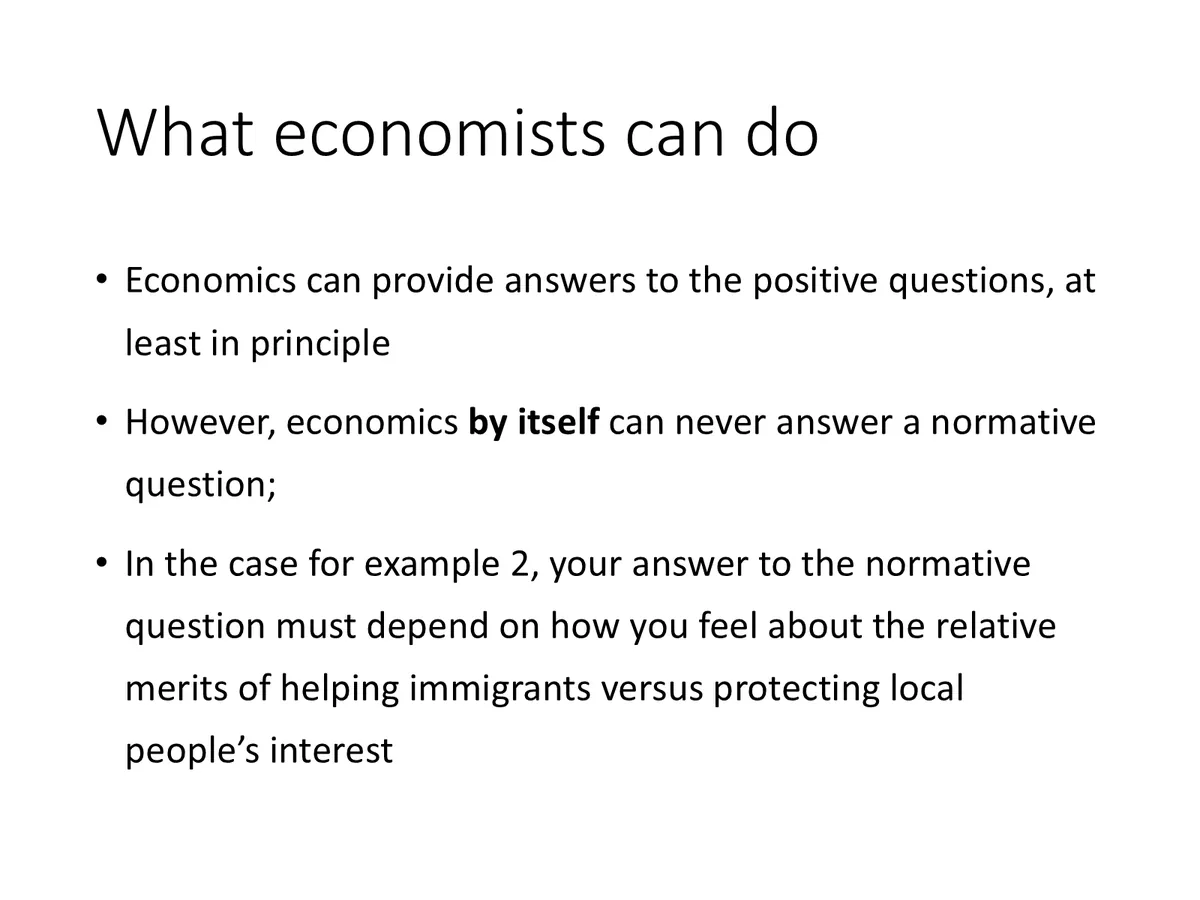 What economists can do
• Economics can provide answers to the positive questions, at
least in principle
• However, economics by itself can never answer a normative
question;
• In the case for example 2, your answer to the normative
question must depend on how you feel about the relative
merits of helping immigrants versus protecting local
people’s interest